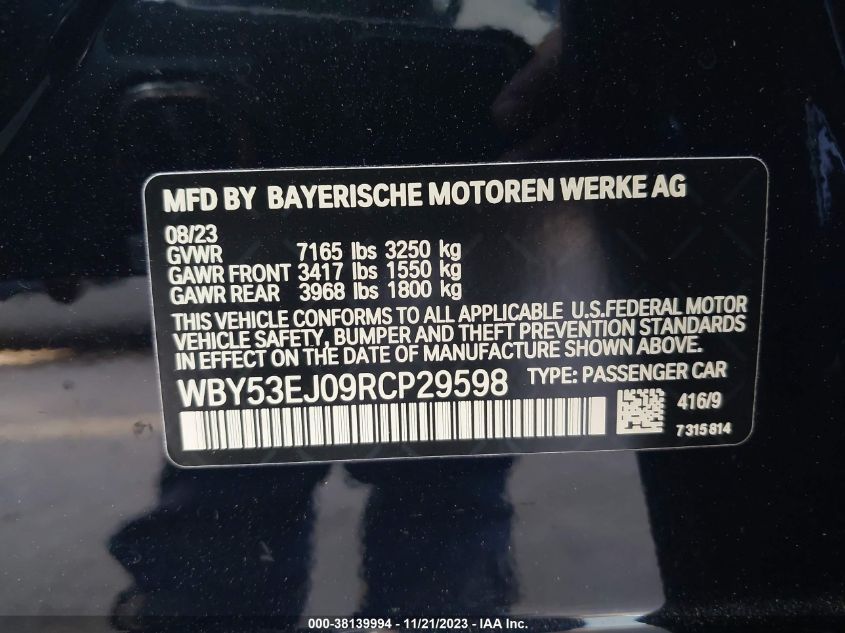 MFD BY BAYERISCHE MOTOREN WERKE AG
08/23
GVWR 7165 lbs 3250 kg
GAWR FRONT 3417 lbs 1550 kg
GAWR REAR 3968 lbs 1800 kg
THIS VEHICLE CONFORMS TO ALL APPLICABLE U.S.FEDERAL MOTOR
VEHICLE SAFETY, BUMPER AND THEFT PREVENTION STANDARDS
IN EFFECT ON THE DATE OF MANUFACTURE SHOWN ABOVE.
WBY53EJ09RCP29598 TYPE: PASSENGER CAR
416/9
7315814
000-38139994 - 11/21/2023 - IAA Inc.